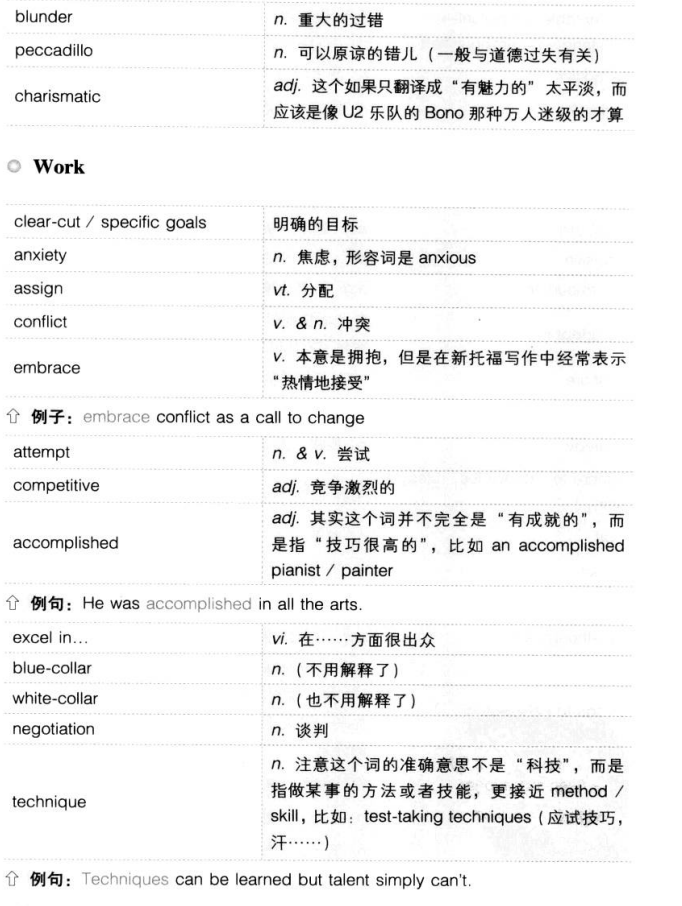 blunder n. 重大的过错
peccadillo n. 可以原谅的错儿（一般与道德过失有关）
charismatic adj. 这个如果只翻译成“有魅力的” 太平淡，而
应该是像 U2 乐队的 Bono 那种万人迷级的才算
Work
clear-cut / specific goals 明确的目标
anxiety n. 焦虑，形容词是 anxious
assign vt. 分配
conflict v. & n. 冲突
embrace v. 本意是拥抱，但是在新托福写作中经常表示
“热情地接受”
⇧ 例子：embrace conflict as a call to change
attempt n. & v. 尝试
competitive adj. 竞争激烈的
accomplished adj. 其实这个词并不完全是“有成就的”，而
是指“技巧很高的”，比如 an accomplished
pianist / painter
⇧ 例句：He was accomplished in all the arts.
excel in… vi. 在……方面很出众
blue-collar n.（不用解释了）
white-collar n.（也不用解释了）
negotiation n. 谈判
technique n. 注意这个词的准确意思不是“科技”，而是
指做某事的方法或者技能，更接近 method /
skill，比如：test-taking techniques（应试技巧，
汗……）
⇧ 例句：Techniques can be learned but talent simply can't.